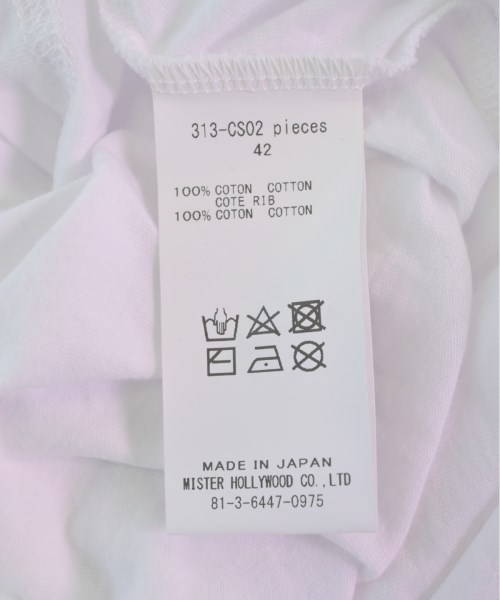 313-CS02 pieces
42
100% COTON COTTON
COTE RIB
100% COTON COTTON
MADE IN JAPAN
MISTER HOLLYWOOD CO.,LTD
81-3-6447-0975